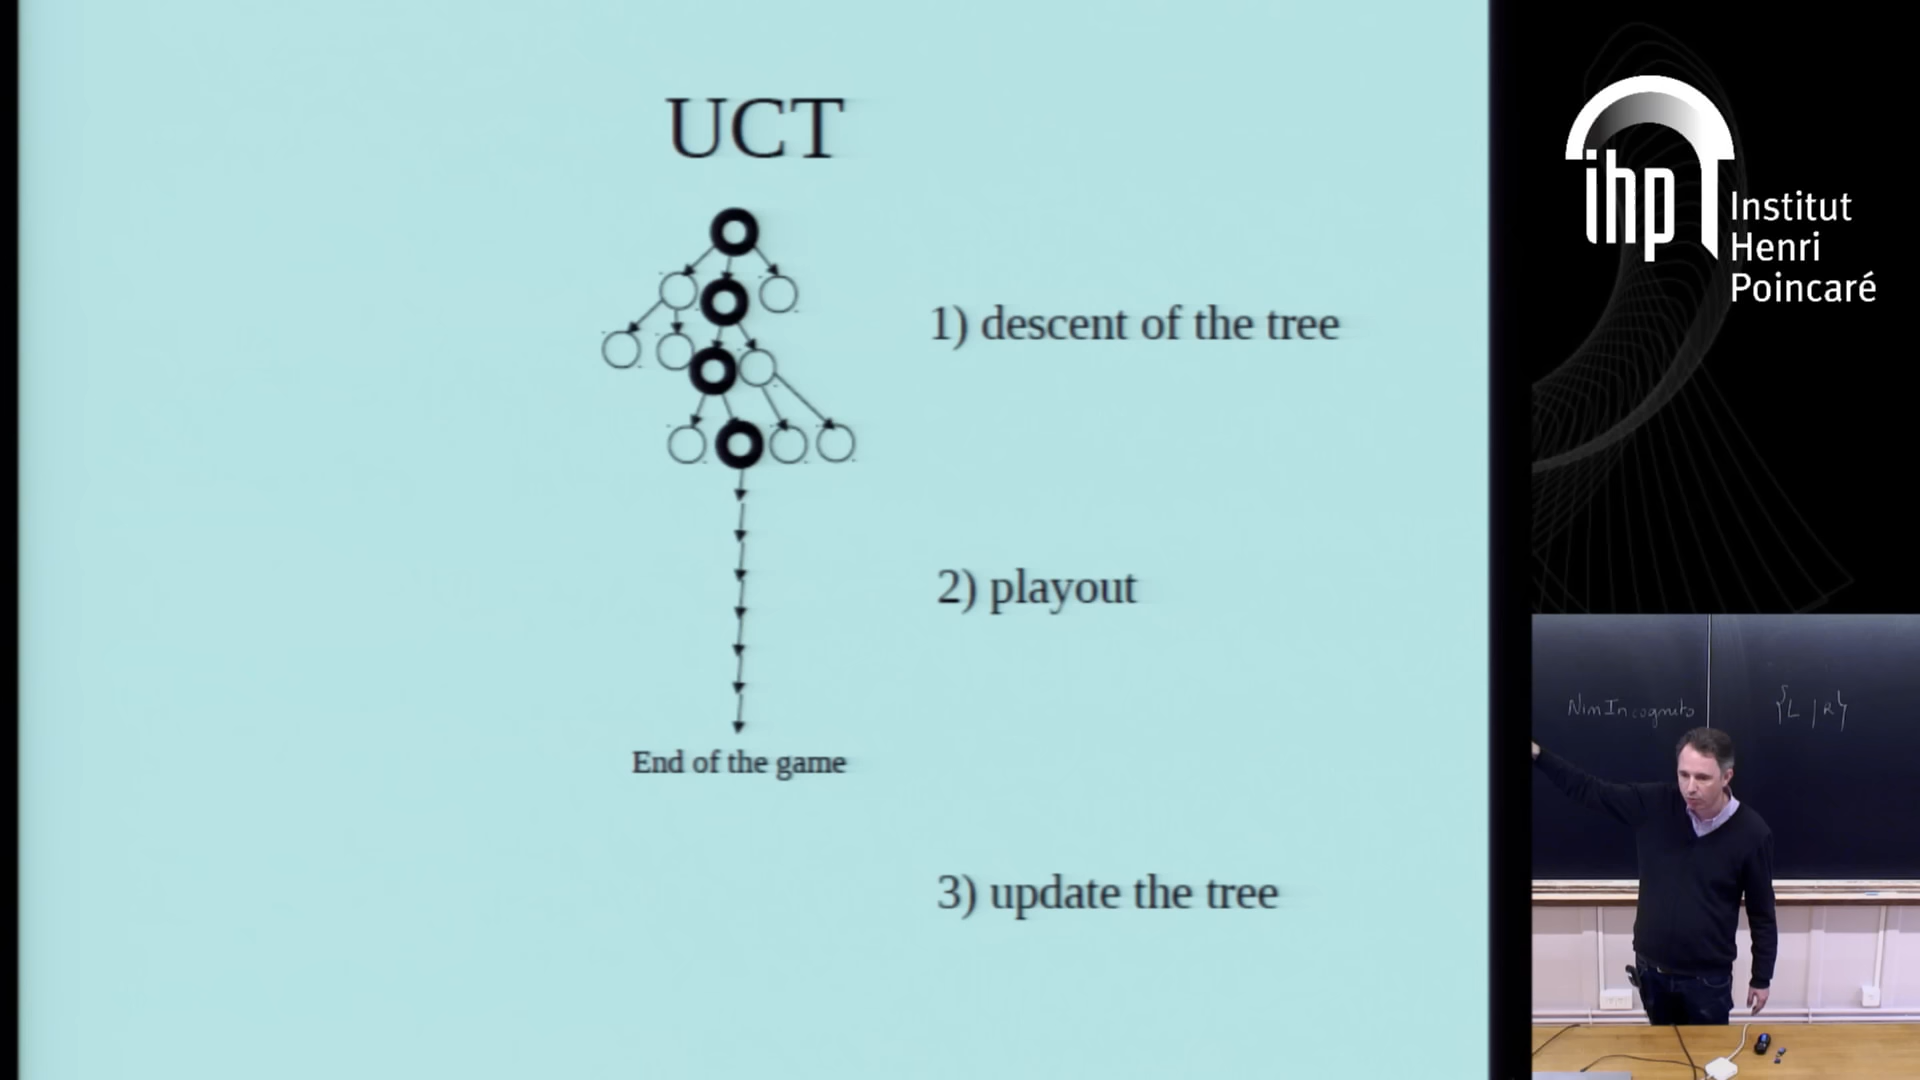 UCT
1) descent of the tree
2) playout
End of the game
3) update the tree
ihp
Institut
Henri
Poincaré
NimIncognito
{L | R}